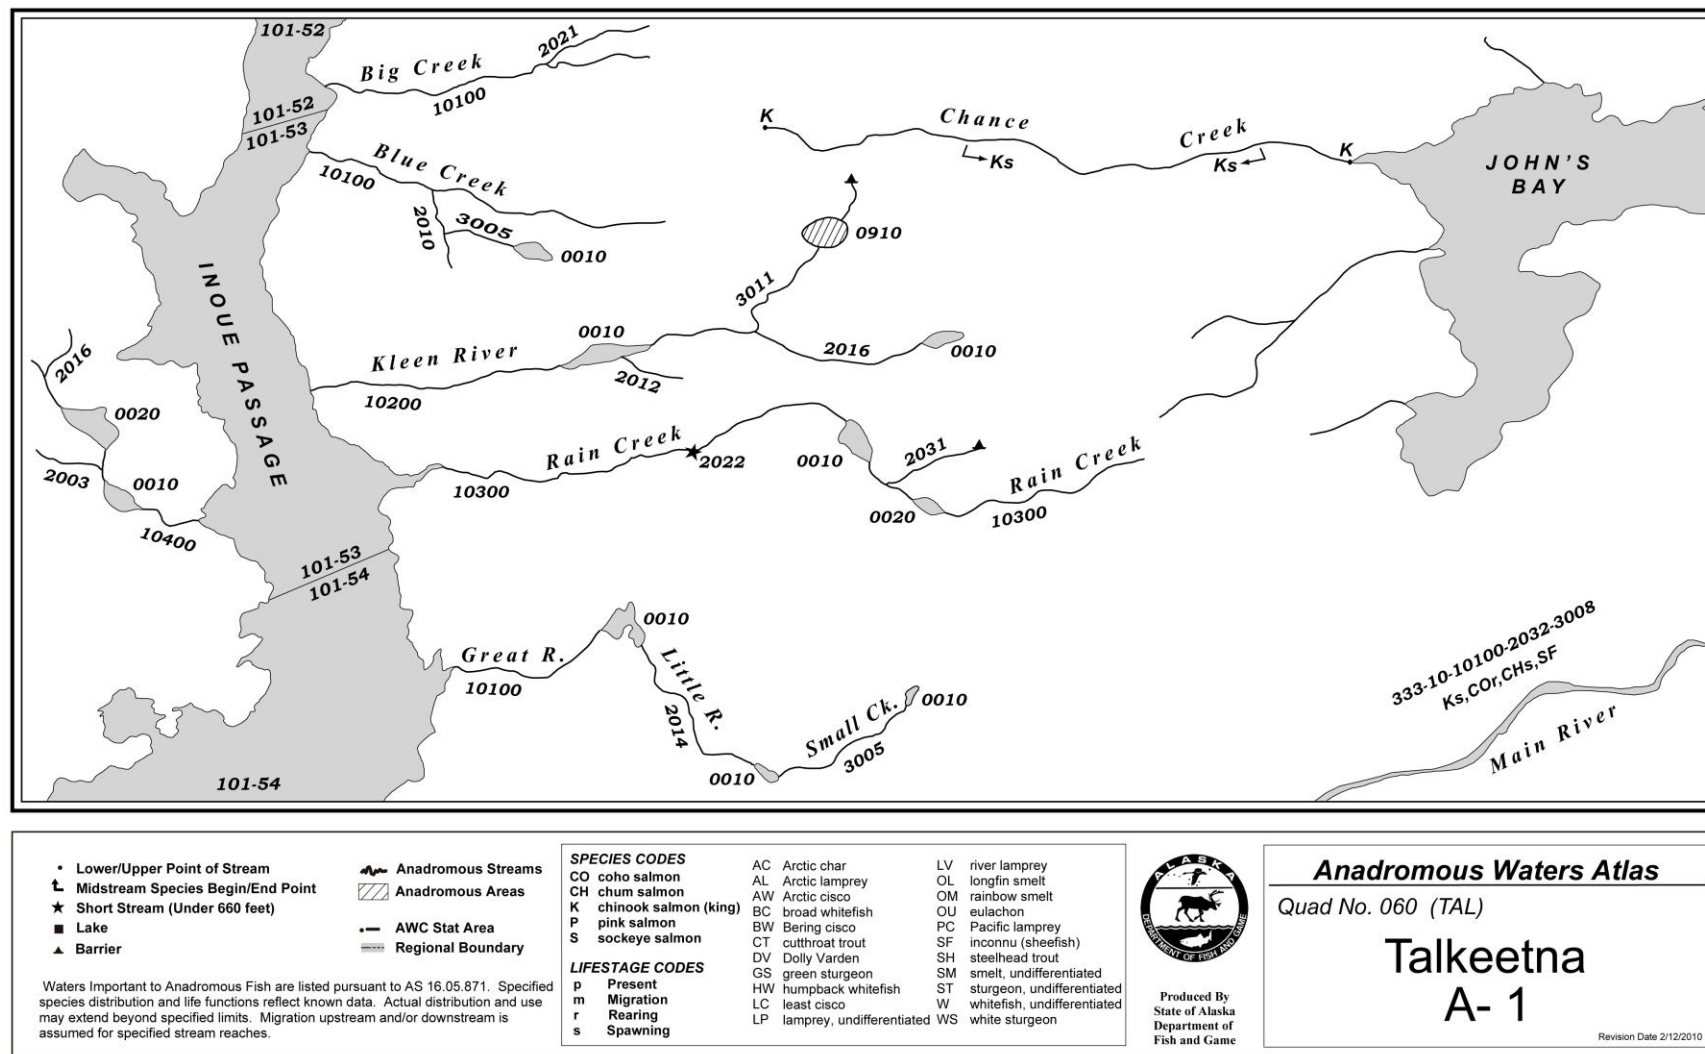 101-52
Big Creek
2021
10100
101-52
101-53
Blue Creek
10100
2010
3005
0010
K
Chance
Creek
K
Ks
Ks
JOHN'S
BAY
0910
3011
INOUE PASSAGE
Kleen River
0010
10200
2012
2016
0010
2016
0020
2003
0010
10400
Rain Creek
10300
2022
0010
2031
0020
Rain Creek
10300
101-53
101-54
Great R.
10100
0010
Little R.
2014
0010
Small Ck.
3005
0010
101-54
333-10-10100-2032-3008
Ks,COr,CHs,SF
Main River
Lower/Upper Point of Stream
Midstream Species Begin/End Point
Short Stream (Under 660 feet)
Lake
Barrier
Anadromous Streams
Anadromous Areas
AWC Stat Area
Regional Boundary
Waters Important to Anadromous Fish are listed pursuant to AS 16.05.871. Specified
species distribution and life functions reflect known data. Actual distribution and use
may extend beyond specified limits. Migration upstream and/or downstream is
assumed for specified stream reaches.
SPECIES CODES
CO coho salmon
CH chum salmon
K chinook salmon (king)
P pink salmon
S sockeye salmon
LIFESTAGE CODES
p Present
m Migration
r Rearing
s Spawning
AC Arctic char
AL Arctic lamprey
AW Arctic cisco
BC broad whitefish
BW Bering cisco
CT cutthroat trout
DV Dolly Varden
GS green sturgeon
HW humpback whitefish
LC least cisco
LP lamprey, undifferentiated
LV river lamprey
OL longfin smelt
OM rainbow smelt
OU eulachon
PC Pacific lamprey
SF inconnu (sheefish)
SH steelhead trout
SM smelt, undifferentiated
ST sturgeon, undifferentiated
W whitefish, undifferentiated
WS white sturgeon
ALASKA
DEPARTMENT OF FISH AND GAME
Produced By
State of Alaska
Department of
Fish and Game
Anadromous Waters Atlas
Quad No. 060 (TAL)
Talkeetna
A- 1
Revision Date 2/12/2010